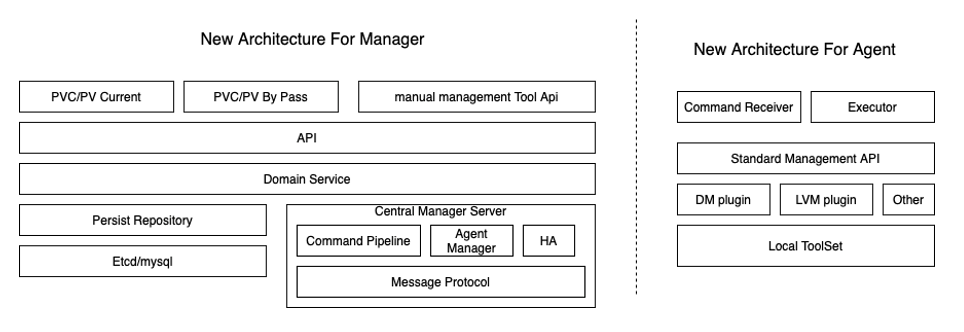 New Architecture For Manager
PVC/PV Current
PVC/PV By Pass
manual management Tool Api
API
Domain Service
Persist Repository
Etcd/mysql
Central Manager Server
Command Pipeline
Agent
Manager
HA
Message Protocol
New Architecture For Agent
Command Receiver
Executor
Standard Management API
DM plugin
LVM plugin
Other
Local ToolSet